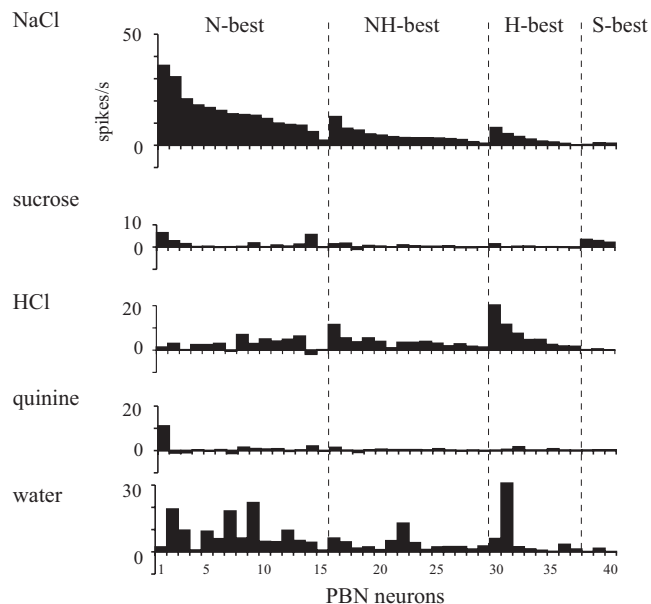 NaCl
N-best NH-best H-best S-best
50
spikes/s
0
sucrose
10
0
HCl
20
0
quinine
20
0
water
30
0
1 5 10 15 20 25 30 35 40
PBN neurons